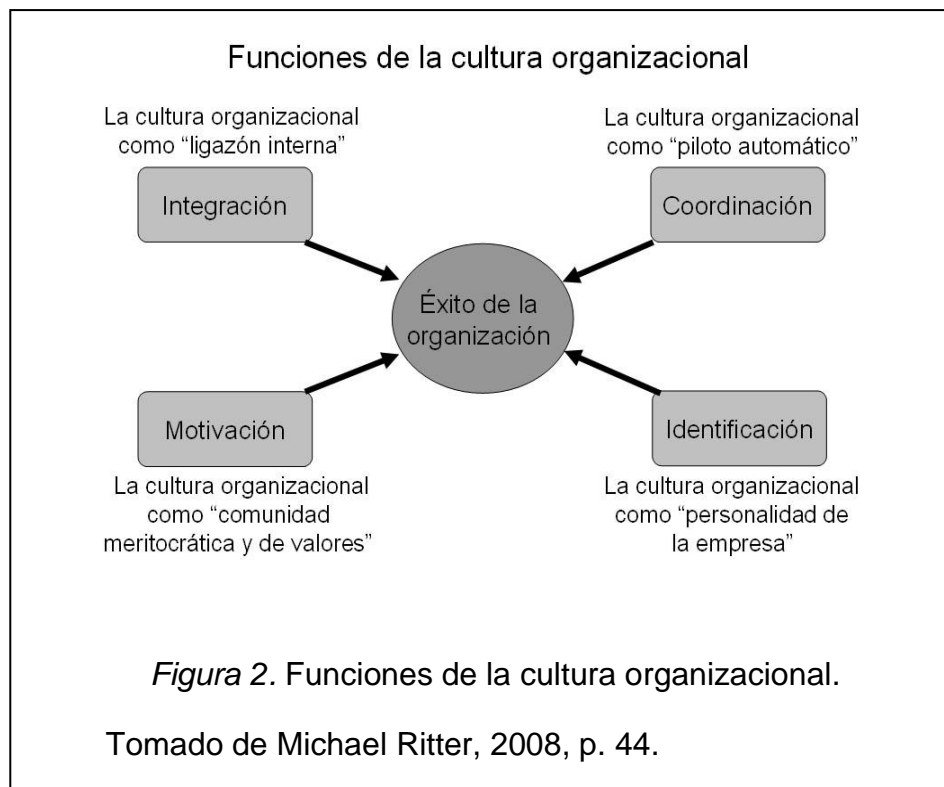 Funciones de la cultura organizacional
La cultura organizacional
como “ligazón interna”
Integración
La cultura organizacional
como “piloto automático”
Coordinación
Éxito de la
organización
Motivación
La cultura organizacional
como “comunidad
meritocrática y de valores”
Identificación
La cultura organizacional
como “personalidad de
la empresa”
Figura 2. Funciones de la cultura organizacional.
Tomado de Michael Ritter, 2008, p. 44.